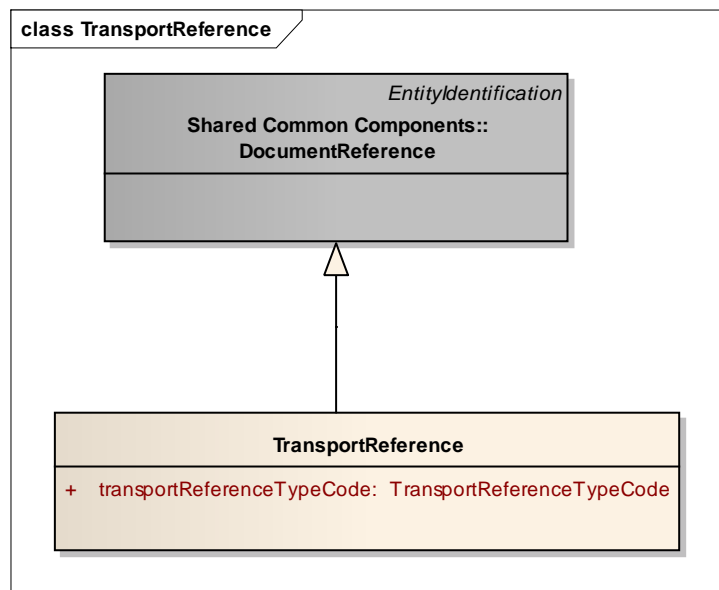 class TransportReference
EntityIdentification
Shared Common Components::
DocumentReference
TransportReference
+ transportReferenceTypeCode: TransportReferenceTypeCode